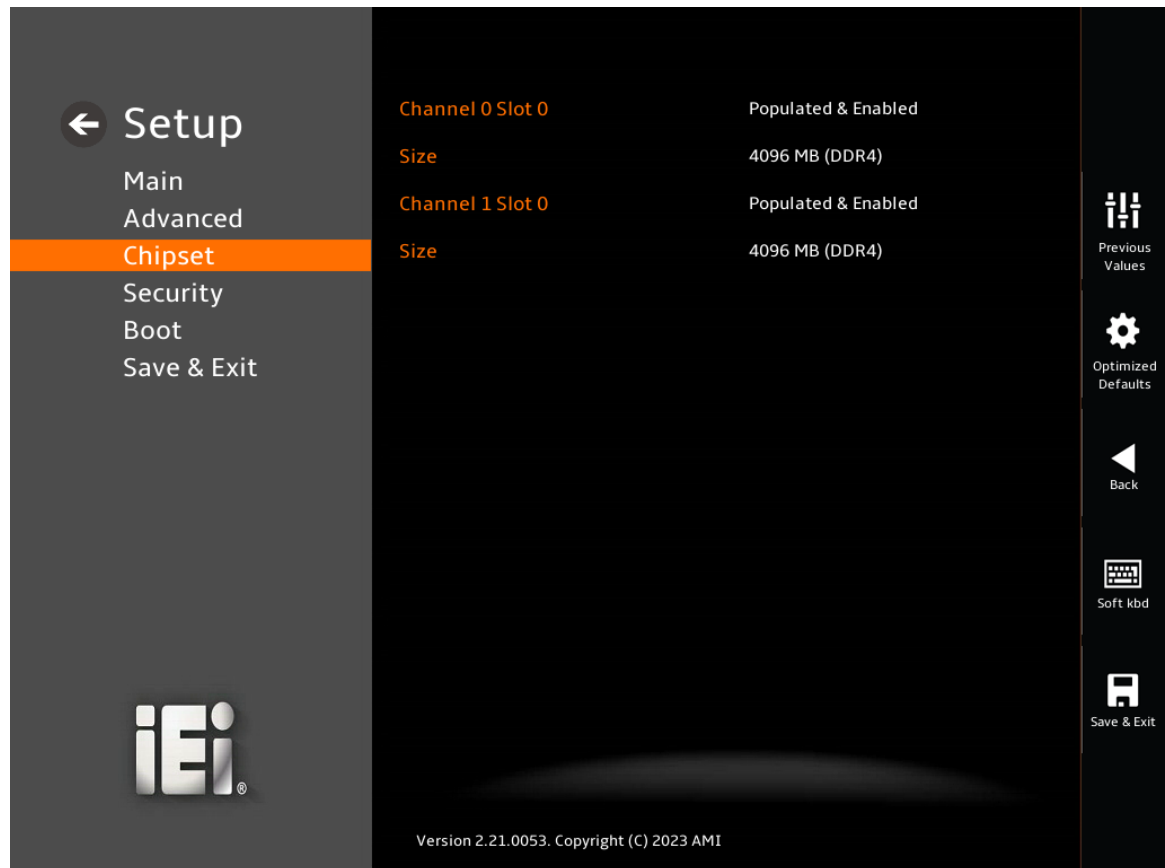 Setup
Main
Advanced
Chipset
Security
Boot
Save & Exit
Channel 0 Slot 0 Populated & Enabled
Size 4096 MB (DDR4)
Channel 1 Slot 0 Populated & Enabled
Size 4096 MB (DDR4)
Previous
Values
Optimized
Defaults
Back
Soft kbd
Save & Exit
iEi®
Version 2.21.0053. Copyright (C) 2023 AMI